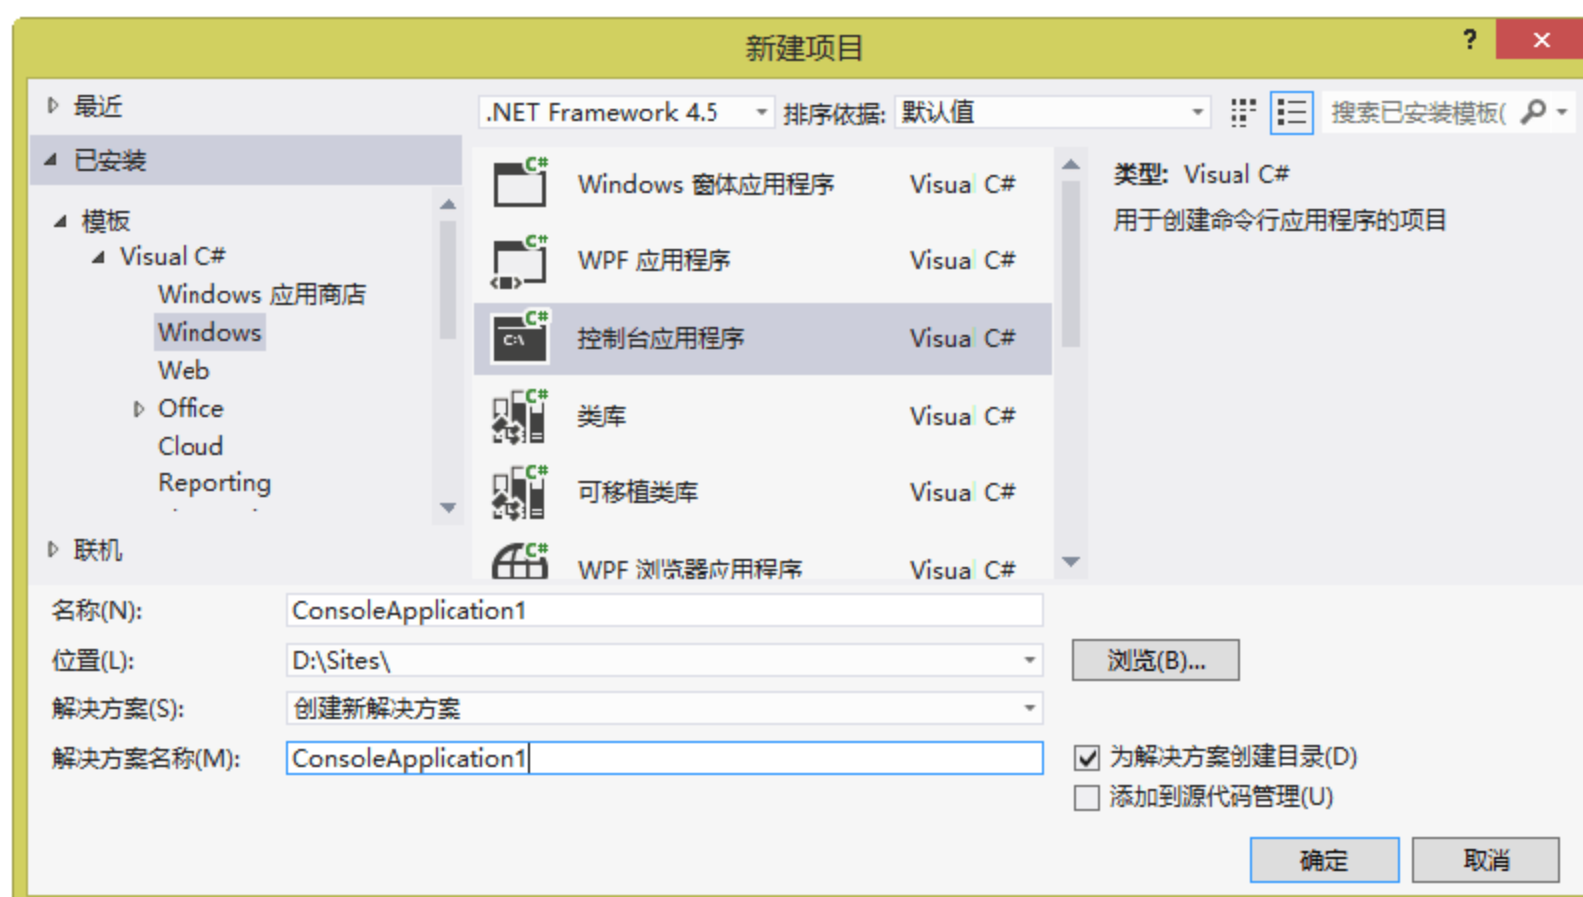 新建项目
?
最近
.NET Framework 4.5 排序依据: 默认值 搜索已安装模板(
已安装
模板
Visual C#
Windows 应用商店
Windows
Web
Office
Cloud
Reporting
联机
C# Windows 窗体应用程序 Visual C#
C# WPF 应用程序 Visual C#
C# C:\ 控制台应用程序 Visual C#
C# 类库 Visual C#
C# 可移植类库 Visual C#
C# WPF 浏览器应用程序 Visual C#
类型: Visual C#
用于创建命令行应用程序的项目
名称(N): ConsoleApplication1
位置(L): D:\Sites\ 浏览(B)...
解决方案(S): 创建新解决方案
解决方案名称(M): ConsoleApplication1 为解决方案创建目录(D)
添加到源代码管理(U)
确定 取消